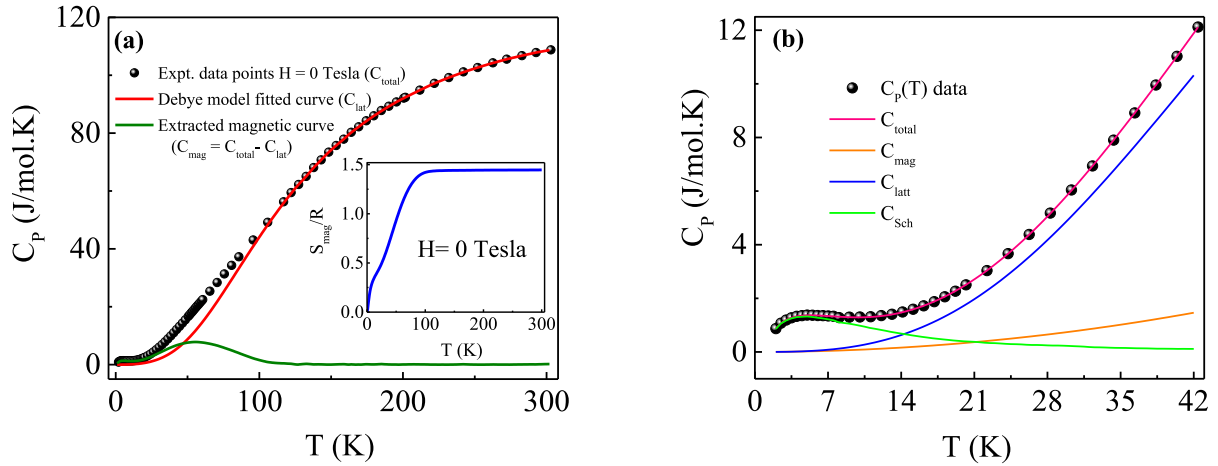 (a)
Expt. data points H = 0 Tesla (C_total)
Debye model fitted curve (C_lat)
Extracted magnetic curve
(C_mag = C_total- C_lat)
C_P (J/mol.K)
120
80
40
0
0
100
200
300
T (K)
S_mag/R
1.5
1.0
0.5
0.0
H= 0 Tesla
0
100
200
300
T (K)
(b)
C_P(T) data
C_total
C_mag
C_latt
C_Sch
C_P (J/mol.K)
12
8
4
0
0
7
14
21
28
35
42
T (K)